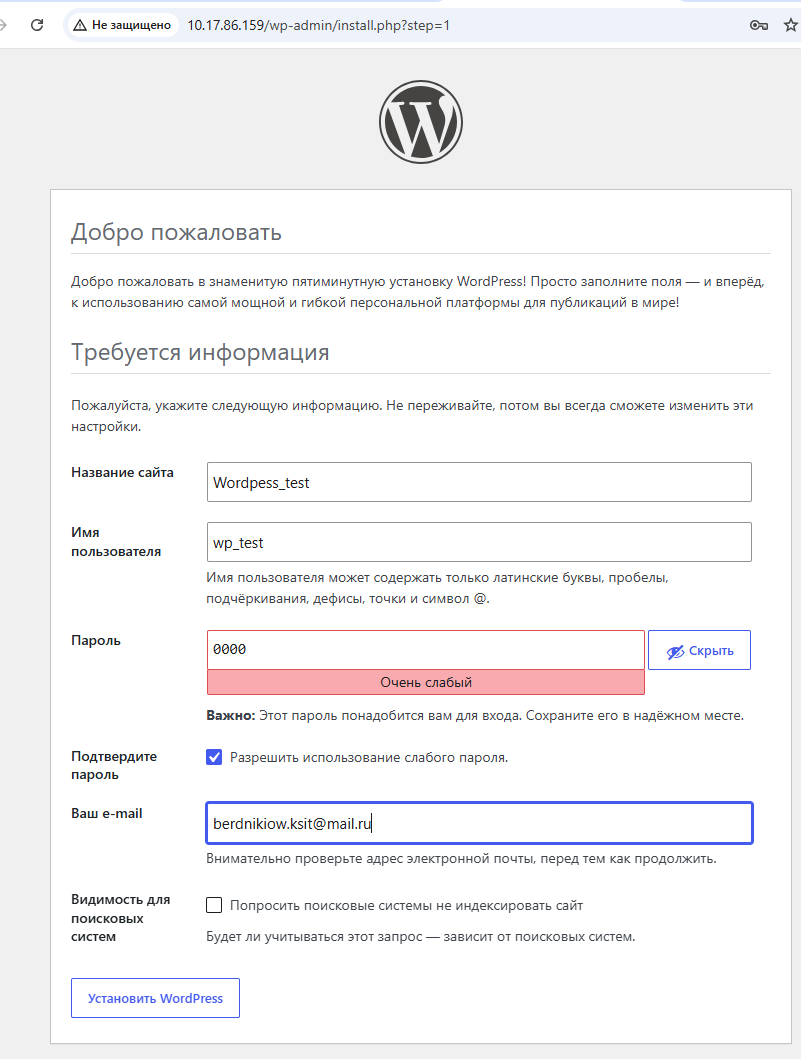 Не защищено 10.17.86.159/wp-admin/install.php?step=1
Добро пожаловать
Добро пожаловать в знаменитую пятиминутную установку WordPress! Просто заполните поля — и вперёд,
к использованию самой мощной и гибкой персональной платформы для публикаций в мире!
Требуется информация
Пожалуйста, укажите следующую информацию. Не переживайте, потом вы всегда сможете изменить эти
настройки.
Название сайта
Wordpess_test
Имя
пользователя
wp_test
Имя пользователя может содержать только латинские буквы, пробелы,
подчёркивания, дефисы, точки и символ @.
Пароль
0000
Скрыть
Очень слабый
Важно: Этот пароль понадобится вам для входа. Сохраните его в надёжном месте.
Подтвердите
пароль
Разрешить использование слабого пароля.
Ваш e-mail
berdnikiow.ksit@mail.ru
Внимательно проверьте адрес электронной почты, перед тем как продолжить.
Видимость для
поисковых
систем
Попросить поисковые системы не индексировать сайт
Будет ли учитываться этот запрос — зависит от поисковых систем.
Установить WordPress